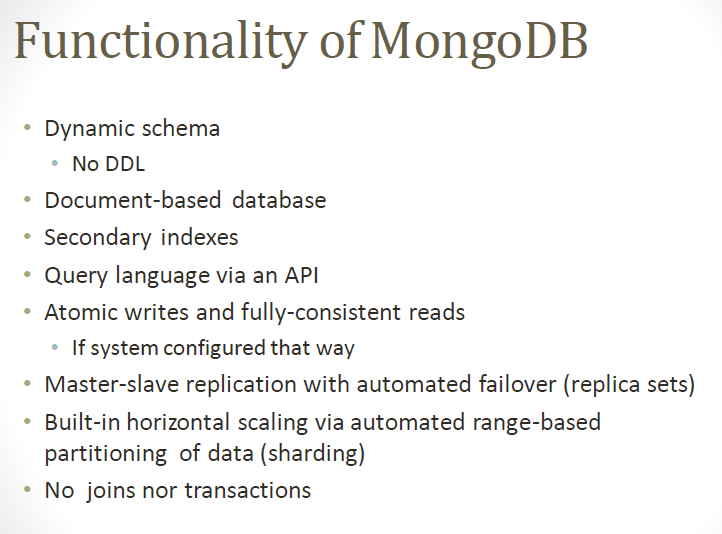 Functionality of MongoDB
• Dynamic schema
• No DDL
• Document-based database
• Secondary indexes
• Query language via an API
• Atomic writes and fully-consistent reads
• If system configured that way
• Master-slave replication with automated failover (replica sets)
• Built-in horizontal scaling via automated range-based
partitioning of data (sharding)
• No joins nor transactions